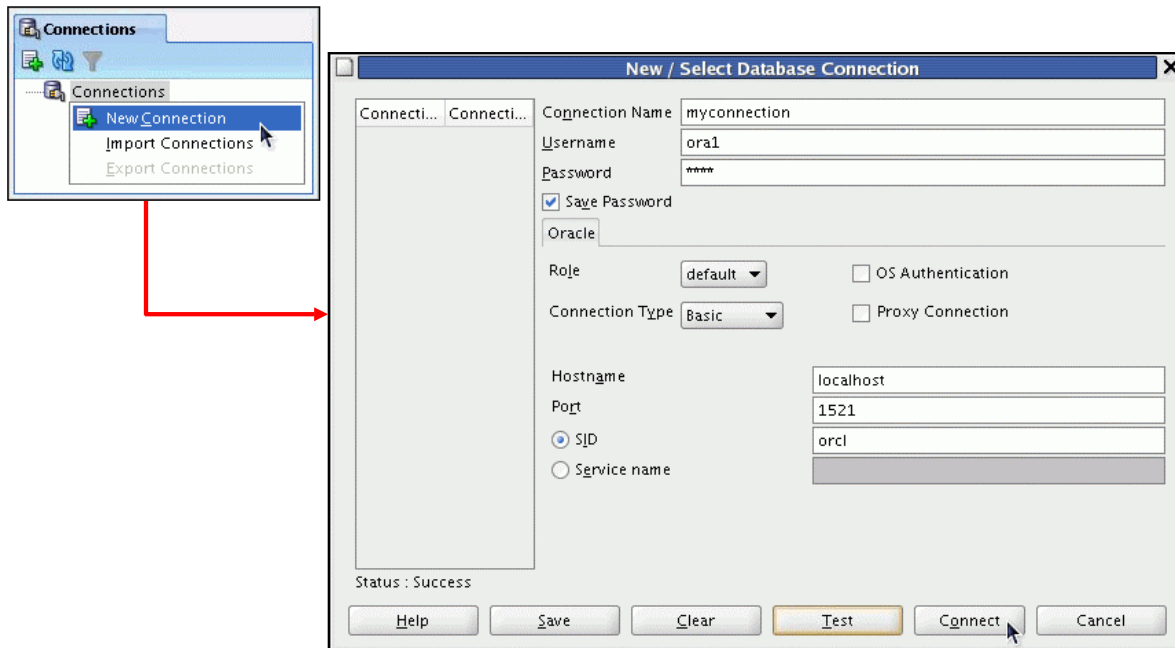 Connections
Connections
New Connection
Import Connections
Export Connections
New / Select Database Connection
Connecti... Connecti...
Connection Name myconnection
Username ora1
Password ****
Save Password
Oracle
Role default OS Authentication
Connection Type Basic Proxy Connection
Hostname localhost
Port 1521
SID orcl
Service name
Status : Success
Help Save Clear Test Connect Cancel